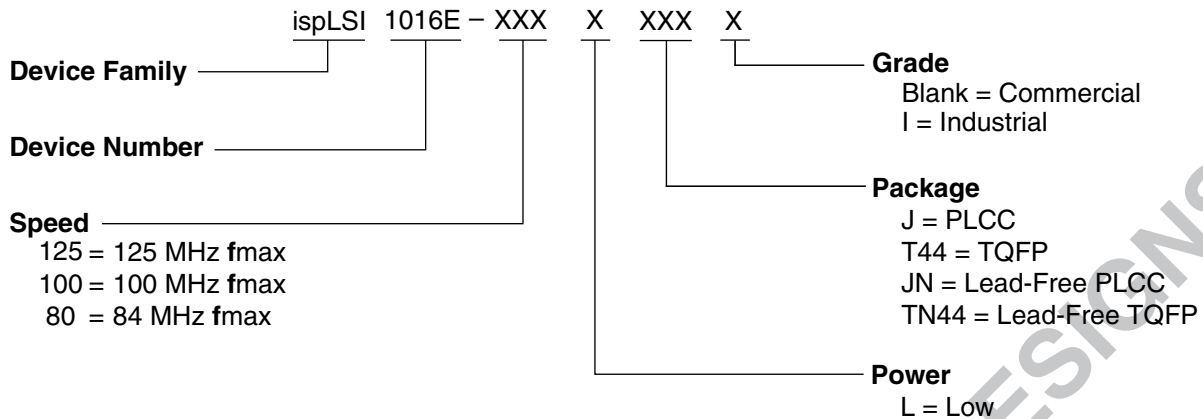 ispLSI 1016E – XXX X XXX X
Device Family
Device Number
Speed
125 = 125 MHz fmax
100 = 100 MHz fmax
80 = 84 MHz fmax
Grade
Blank = Commercial
I = Industrial
Package
J = PLCC
T44 = TQFP
JN = Lead-Free PLCC
TN44 = Lead-Free TQFP
Power
L = Low
ESIGNS